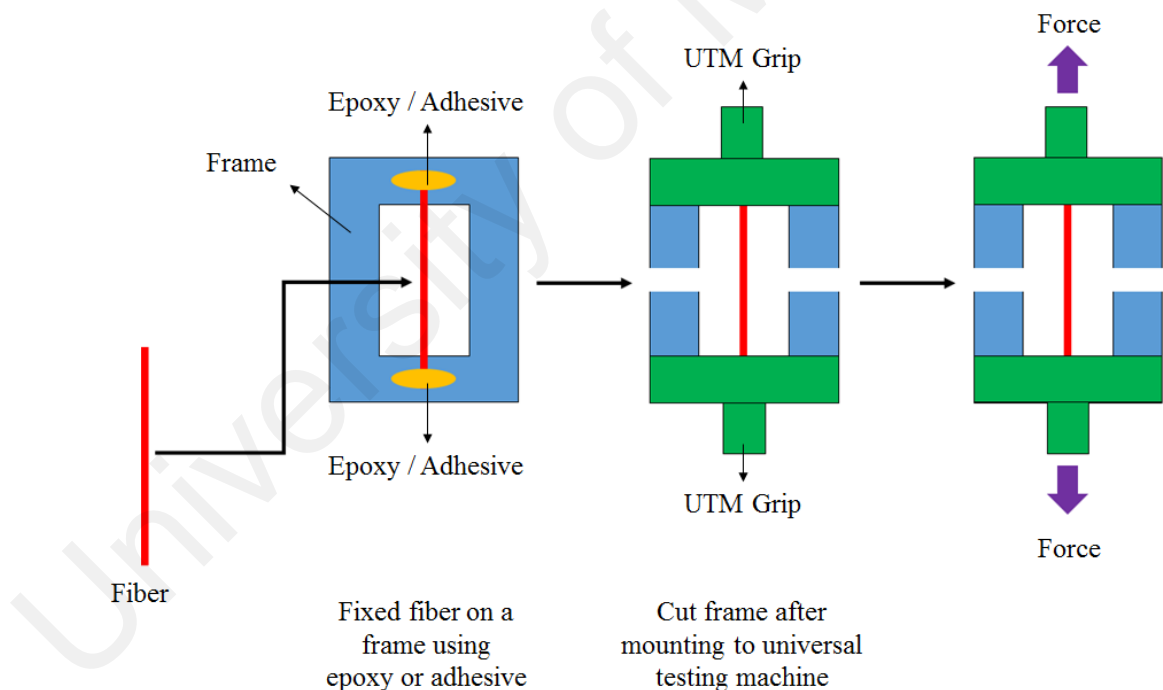 University of M
Force
UTM Grip
Epoxy / Adhesive
Frame
Epoxy / Adhesive
UTM Grip
Force
Fiber
Fixed fiber on a
frame using
epoxy or adhesive
Cut frame after
mounting to universal
testing machine